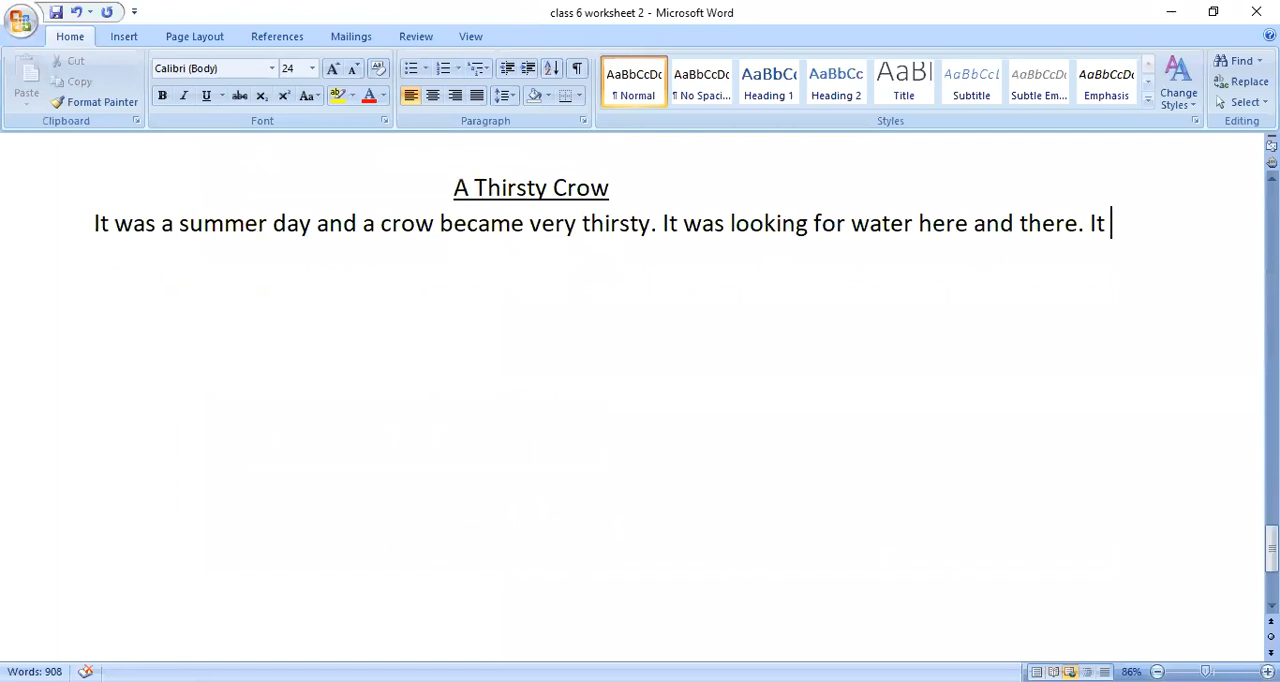 class 6 worksheet 2 - Microsoft Word
Home Insert Page Layout References Mailings Review View
Paste
Cut
Copy
Format Painter
Clipboard
Calibri (Body) 24
Font
Paragraph
AaBbCcDc AaBbCcDc AaBbCc AaBbCc AaBl AaBbCcL AaBbCcDc AaBbCcDc
¶ Normal ¶ No Spaci... Heading 1 Heading 2 Title Subtitle Subtle Em... Emphasis
Change Styles
Styles
Find
Replace
Select
Editing
A Thirsty Crow
It was a summer day and a crow became very thirsty. It was looking for water here and there. It
Words: 908
86%